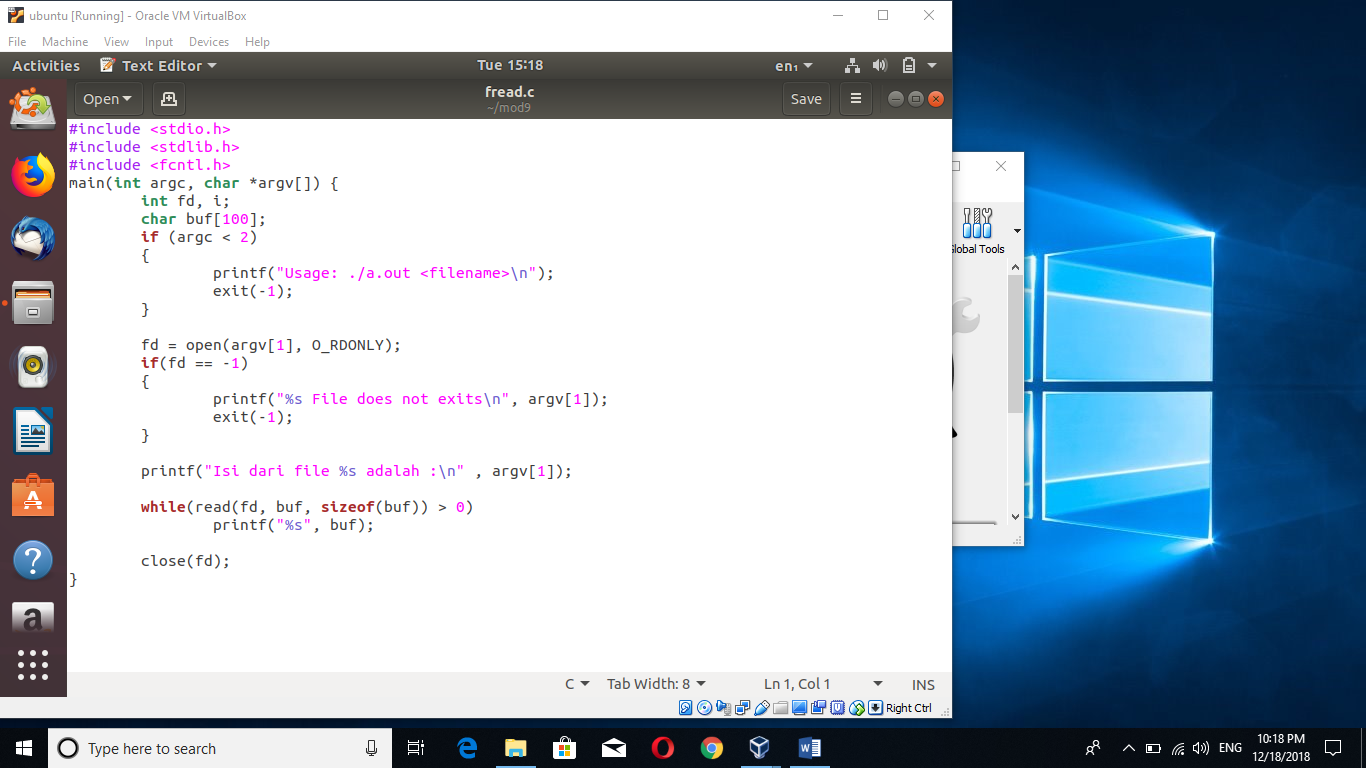 ubuntu [Running] - Oracle VM VirtualBox
File Machine View Input Devices Help
Activities Text Editor Tue 15:18 en₁
Open fread.c Save
~/mod9
#include <stdio.h>
#include <stdlib.h>
#include <fcntl.h>
main(int argc, char *argv[]) {
        int fd, i;
        char buf[100];
        if (argc < 2)
        {
                printf("Usage: ./a.out <filename>\n");
                exit(-1);
        }
        fd = open(argv[1], O_RDONLY);
        if(fd == -1)
        {
                printf("%s File does not exits\n", argv[1]);
                exit(-1);
        }
        printf("Isi dari file %s adalah :\n" , argv[1]);
        while(read(fd, buf, sizeof(buf)) > 0)
                printf("%s", buf);
        close(fd);
}
C Tab Width: 8 Ln 1, Col 1 INS
Right Ctrl
lobal Tools
a
Type here to search
W
ENG
10:18 PM
12/18/2018